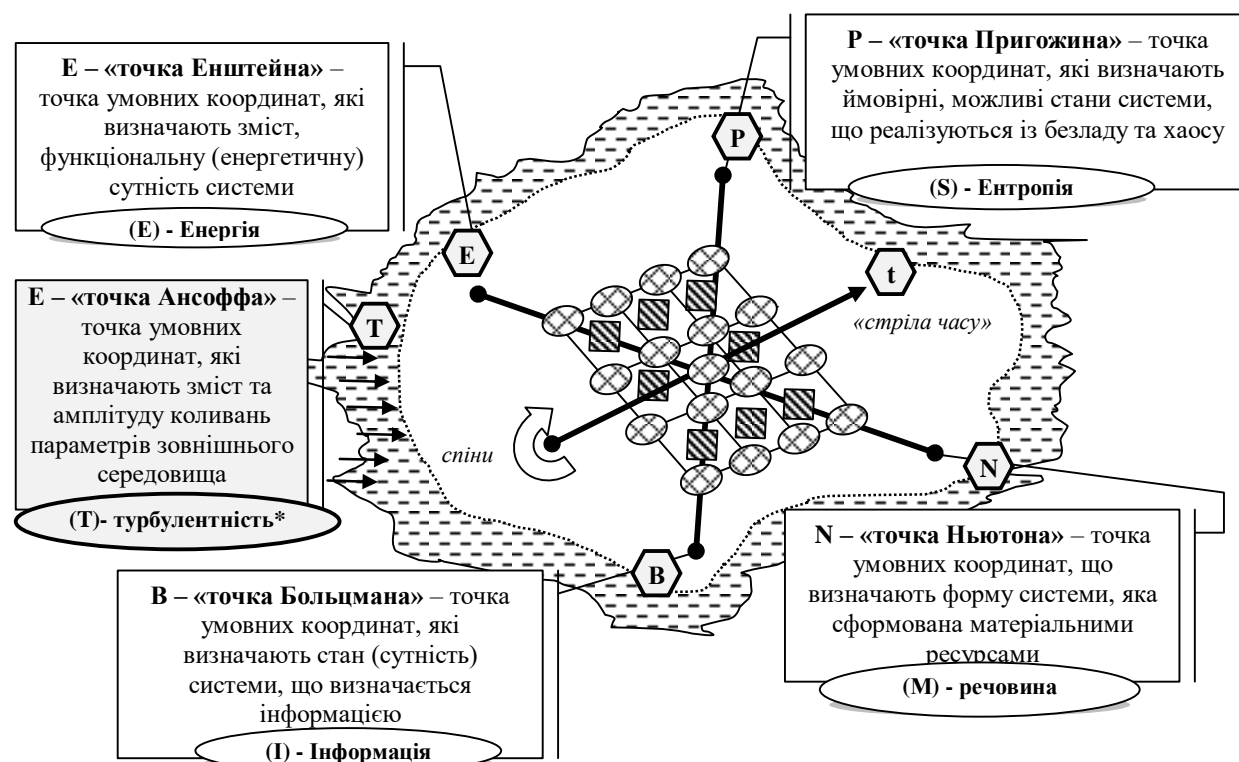 E – «точка Енштейна» –
точка умовних координат, які
визначають зміст,
функціональну (енергетичну)
сутність системи
(E) - Енергія
P – «точка Пригожина» – точка
умовних координат, які визначають
ймовірні, можливі стани системи,
що реалізуються із безладу та хаосу
(S) - Ентропія
P
E
t
T
«стріла часу»
E – «точка Ансоффа» –
точка умовних
координат, які
визначають зміст та
амплітуду коливань
параметрів зовнішнього
середовища
(T)- турбулентність*
спіни
N
B
B – «точка Больцмана» – точка
умовних координат, які
визначають стан (сутність)
системи, що визначається
інформацією
(I) - Інформація
N – «точка Ньютона» – точка
умовних координат, що
визначають форму системи, яка
сформована матеріальними
ресурсами
(M) - речовина